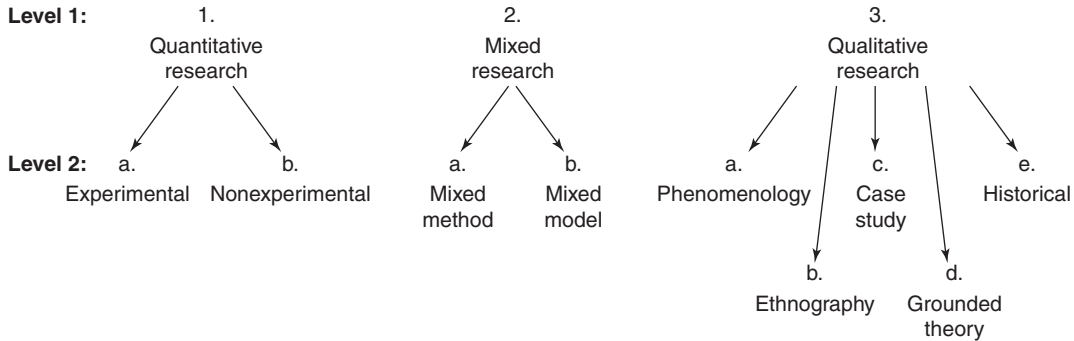 Level 1: 1. 2. 3.
Quantitative research
Mixed research
Qualitative research
Level 2: a. b. a. b. a. c. e.
Experimental
Nonexperimental
Mixed method
Mixed model
Phenomenology
Case study
Historical
b. d.
Ethnography
Grounded theory